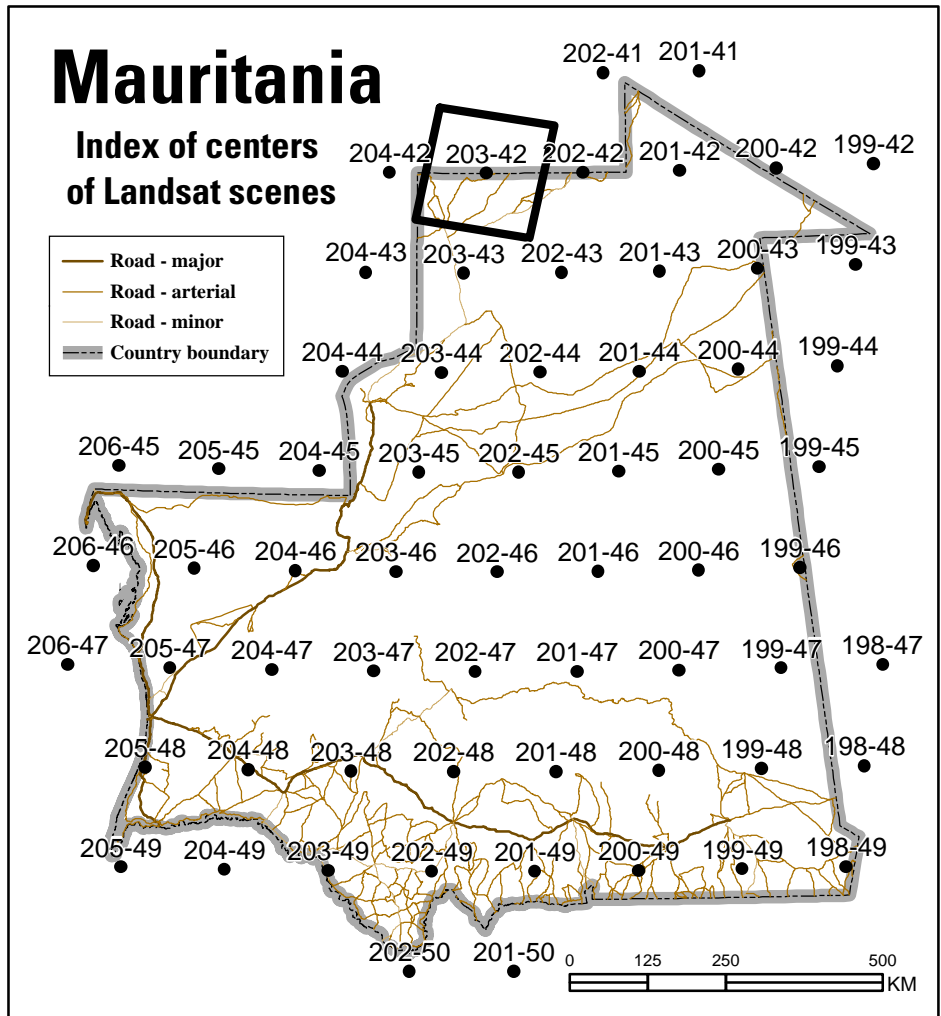 Mauritania
Index of centers
of Landsat scenes
202-41 201-41
204-42 203-42 202-42 201-42 200-42 199-42
204-43 203-43 202-43 201-43 200-43 199-43
Road - major
Road - arterial
Road - minor
Country boundary
204-44 203-44 202-44 201-44 200-44 199-44
206-45 205-45 204-45 203-45 202-45 201-45 200-45 199-45
206-46 205-46 204-46 203-46 202-46 201-46 200-46 199-46
206-47 205-47 204-47 203-47 202-47 201-47 200-47 199-47 198-47
205-48 204-48 203-48 202-48 201-48 200-48 199-48 198-48
205-49 204-49 203-49 202-49 201-49 200-49 199-49 198-49
202-50 201-50
0 125 250 500
KM